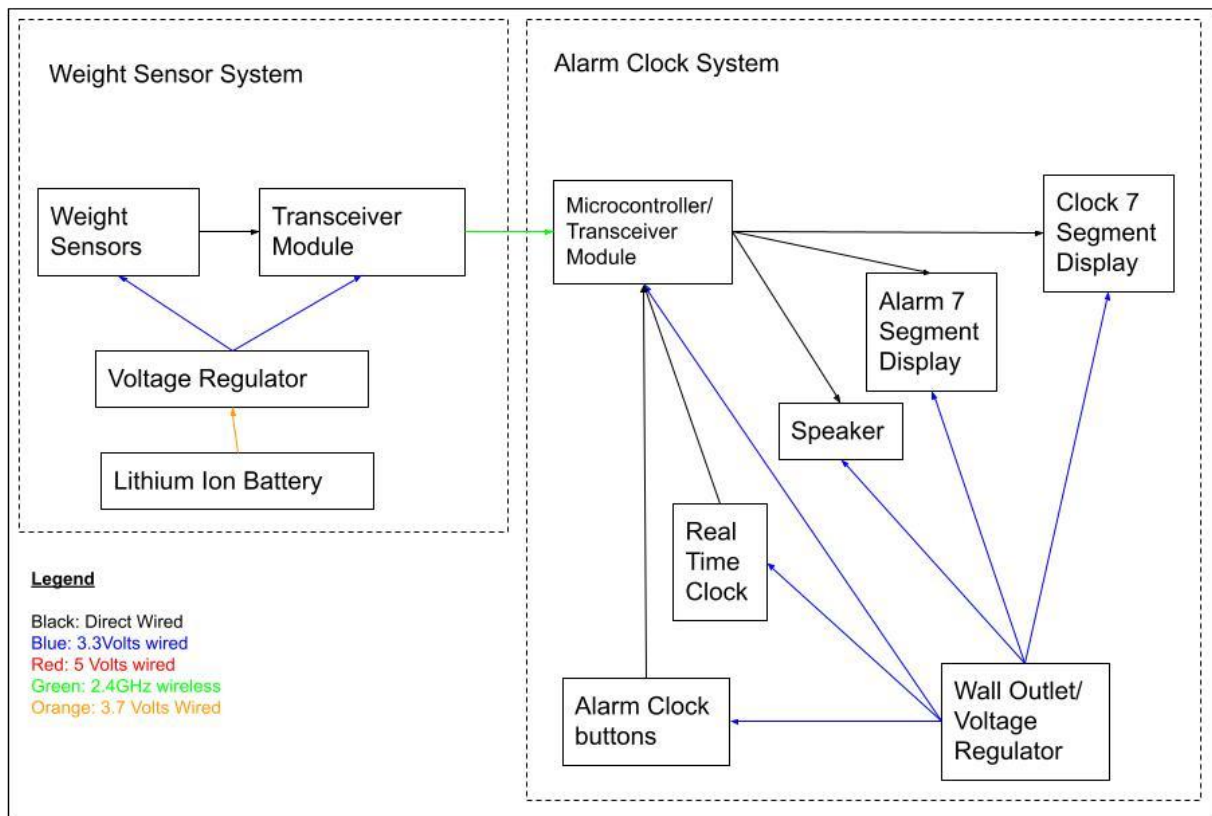 Weight Sensor System
Alarm Clock System
Weight
Sensors
Transceiver
Module
Microcontroller/
Transceiver
Module
Clock 7
Segment
Display
Alarm 7
Segment
Display
Voltage Regulator
Speaker
Lithium Ion Battery
Real
Time
Clock
Legend
Black: Direct Wired
Blue: 3.3Volts wired
Red: 5 Volts wired
Green: 2.4GHz wireless
Orange: 3.7 Volts Wired
Alarm Clock
buttons
Wall Outlet/
Voltage
Regulator